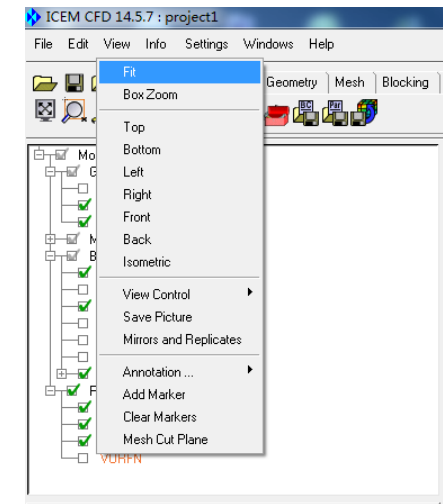 ICEM CFD 14.5.7 : project1
File Edit View Info Settings Windows Help
Fit
Geometry Mesh Blocking
Box Zoom
Top
Mo
Bottom
G
Left
Right
Front
Back
M
Isometric
B
View Control
Save Picture
Mirrors and Replicates
Annotation ...
Add Marker
Clear Markers
Mesh Cut Plane